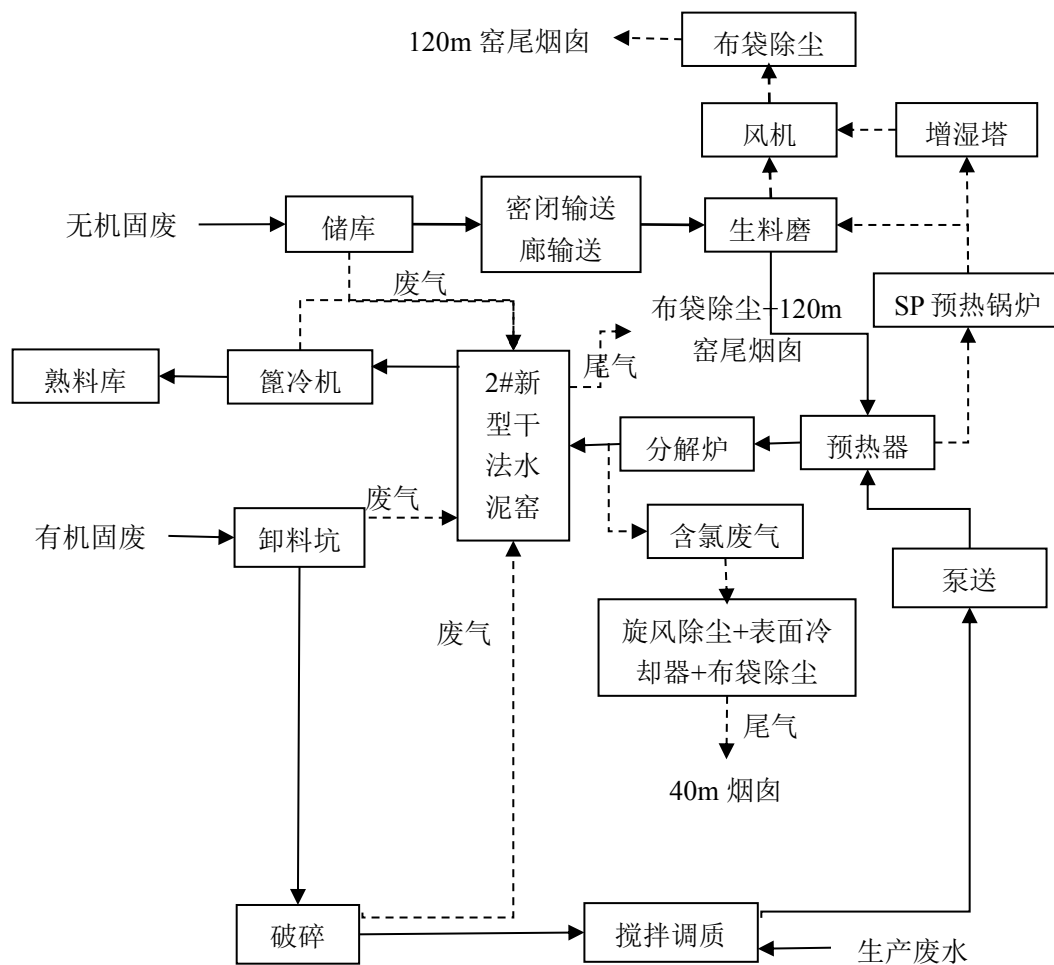 120m 窑尾烟囱
布袋除尘
风机
增湿塔
无机固废
储库
密闭输送
廊输送
生料磨
废气
布袋除尘+120m
窑尾烟囱
SP 预热锅炉
尾气
熟料库
篦冷机
2#新
型干
法水
泥窑
分解炉
预热器
废气
有机固废
卸料坑
含氯废气
泵送
废气
旋风除尘+表面冷
却器+布袋除尘
尾气
40m 烟囱
破碎
搅拌调质
生产废水